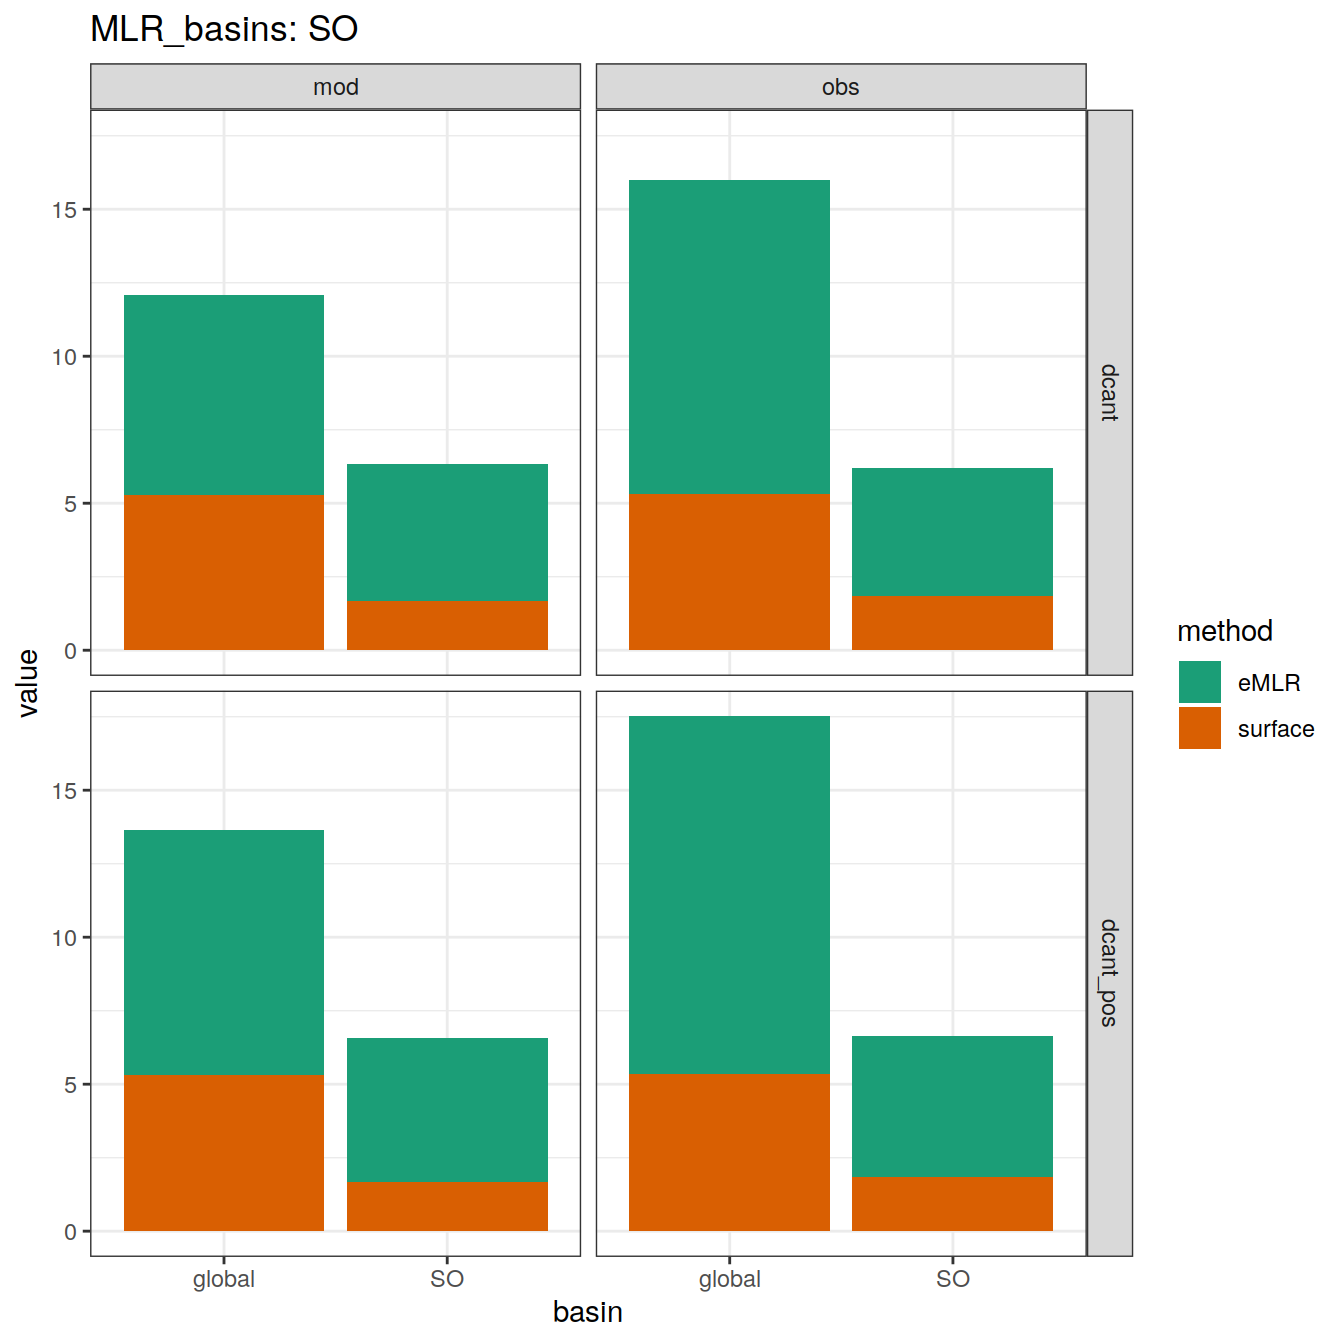 MLR_basins: SO
mod
obs
15
10
5
0
dcant
15
10
5
0
dcant_pos
value
global
SO
global
SO
basin
method
eMLR
surface